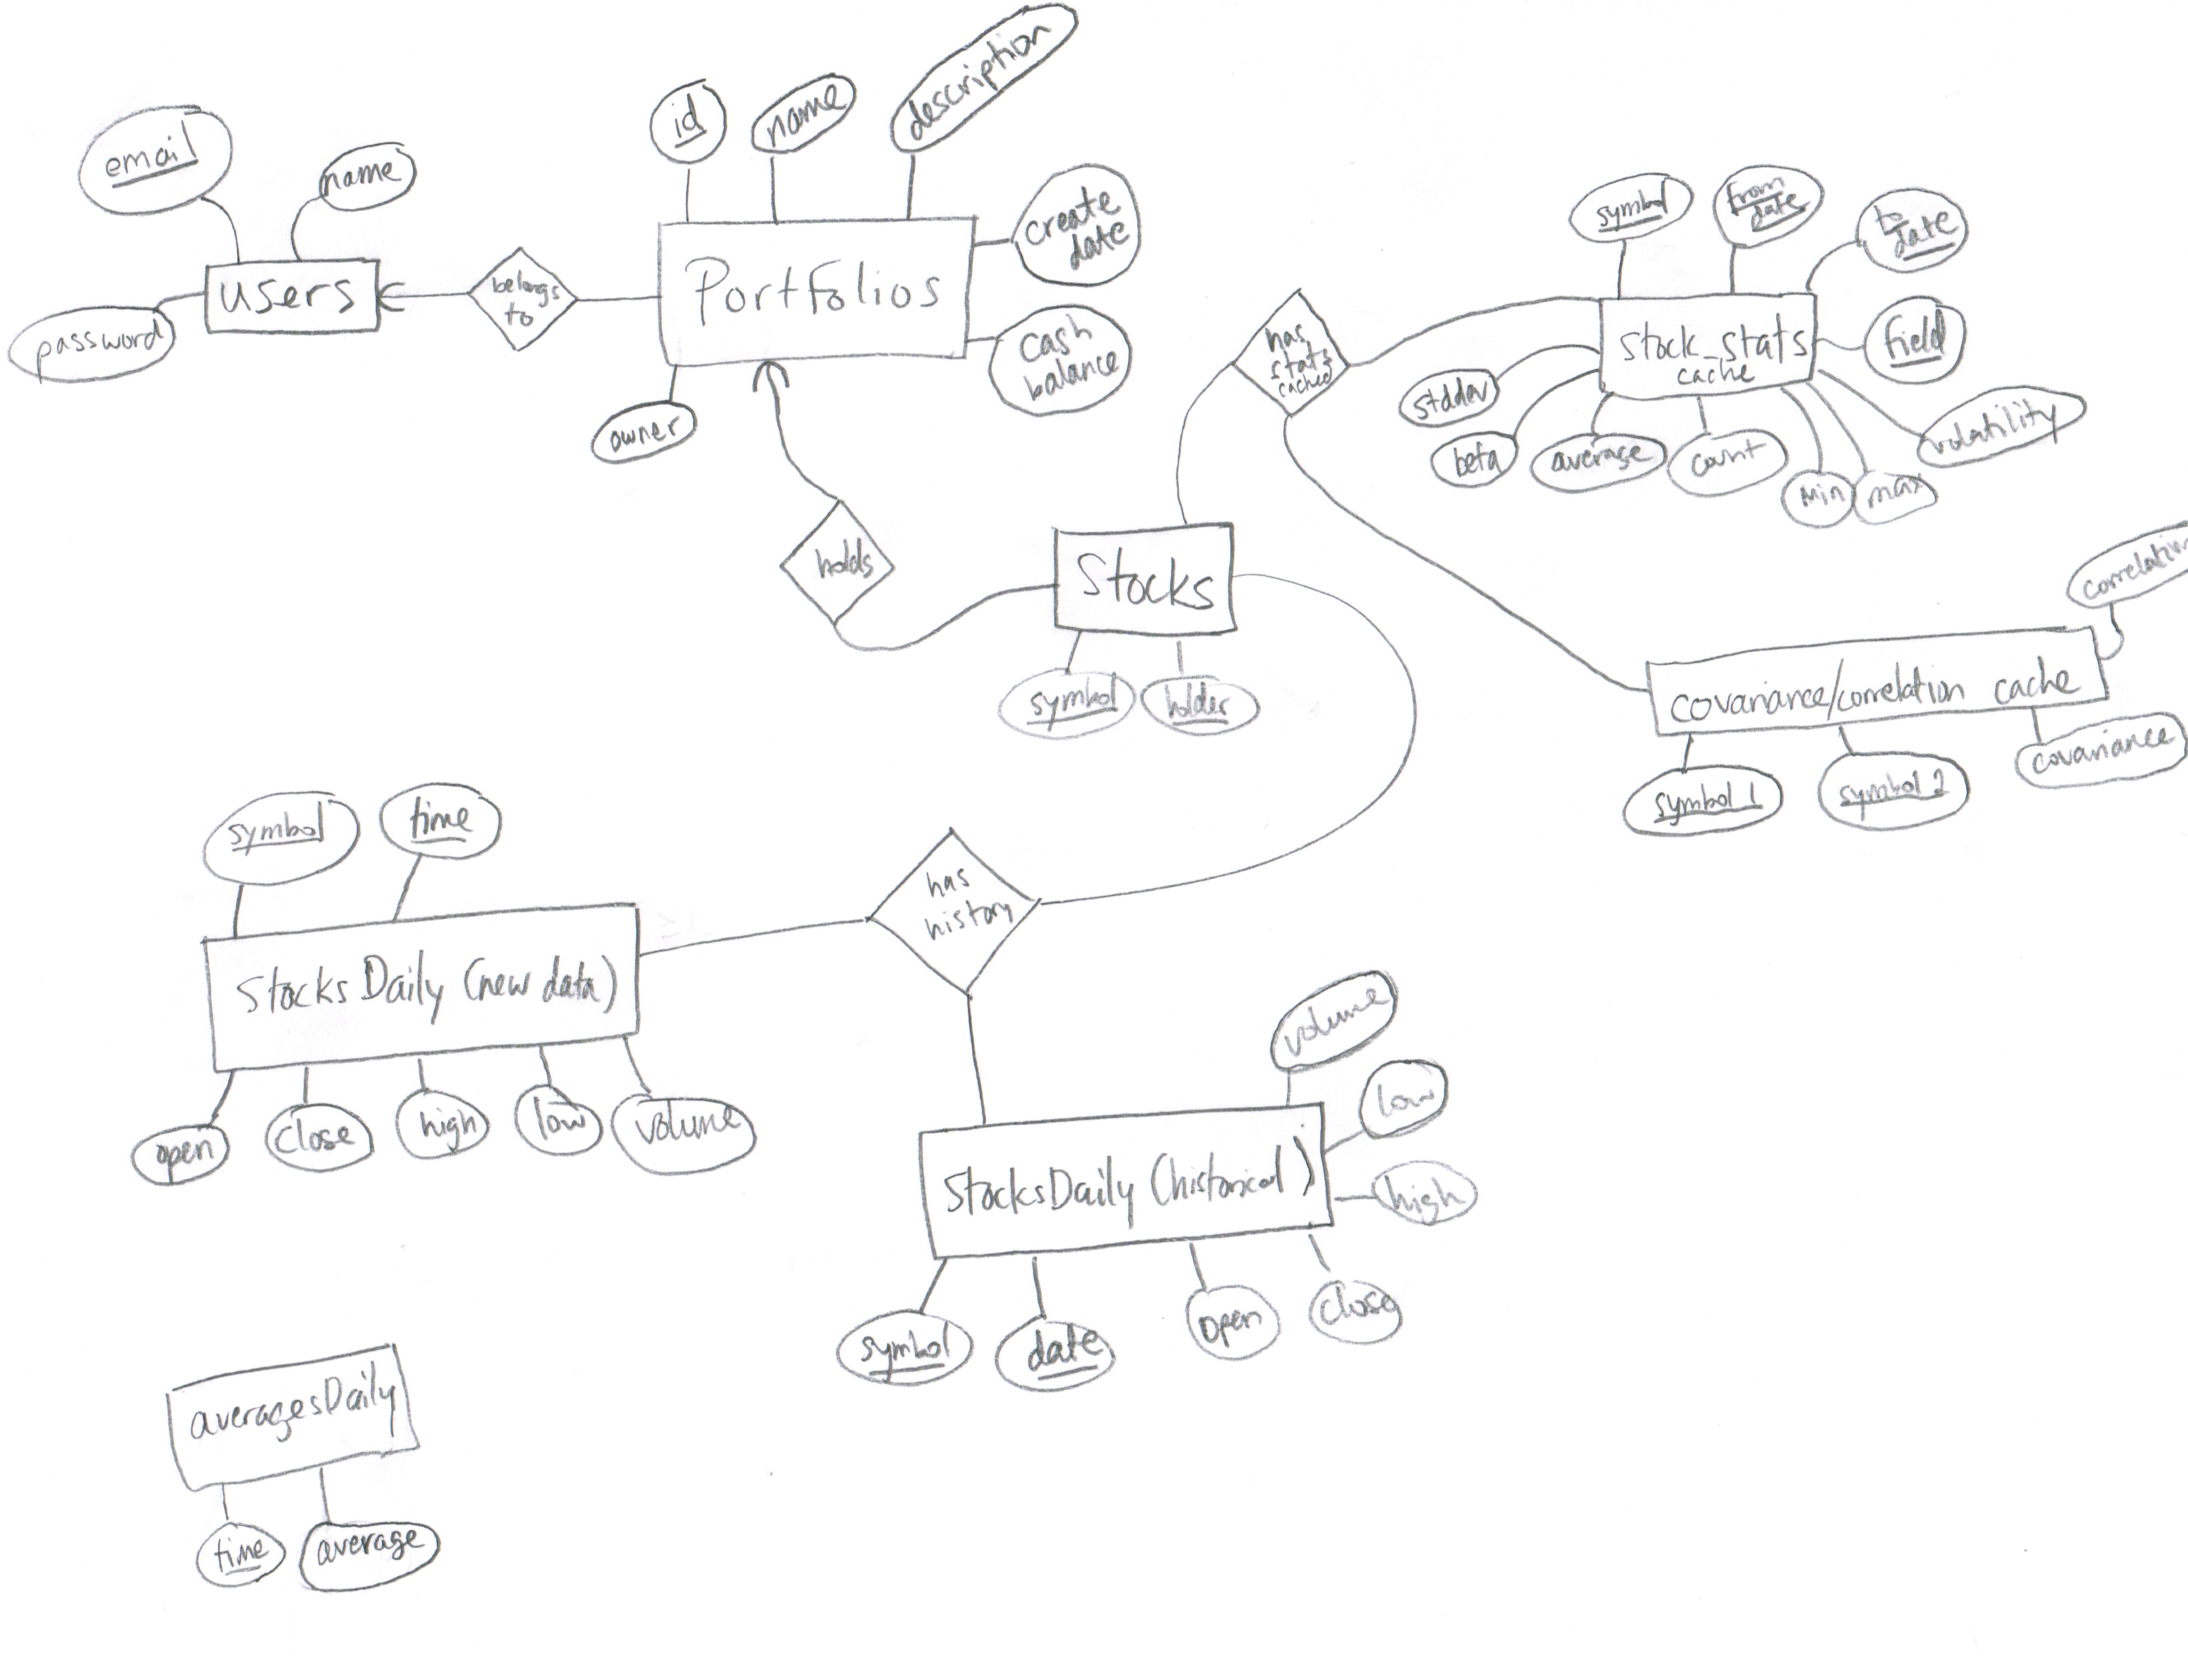 id
name
description
email
name
create
date
users
belongs
to
Portfolios
password
cash
balance
owner
symbol
from
date
to
date
has
stats
cached
stock_stats
cache
field
stddev
beta
average
count
min
max
volatility
holds
Stocks
symbol
holder
covariance/correlation cache
symbol 1
symbol 2
covariance
symbol
time
has
history
Stocks Daily (new data)
open
close
high
low
volume
volume
low
high
StocksDaily (historical)
symbol
date
open
close
averagesDaily
time
average